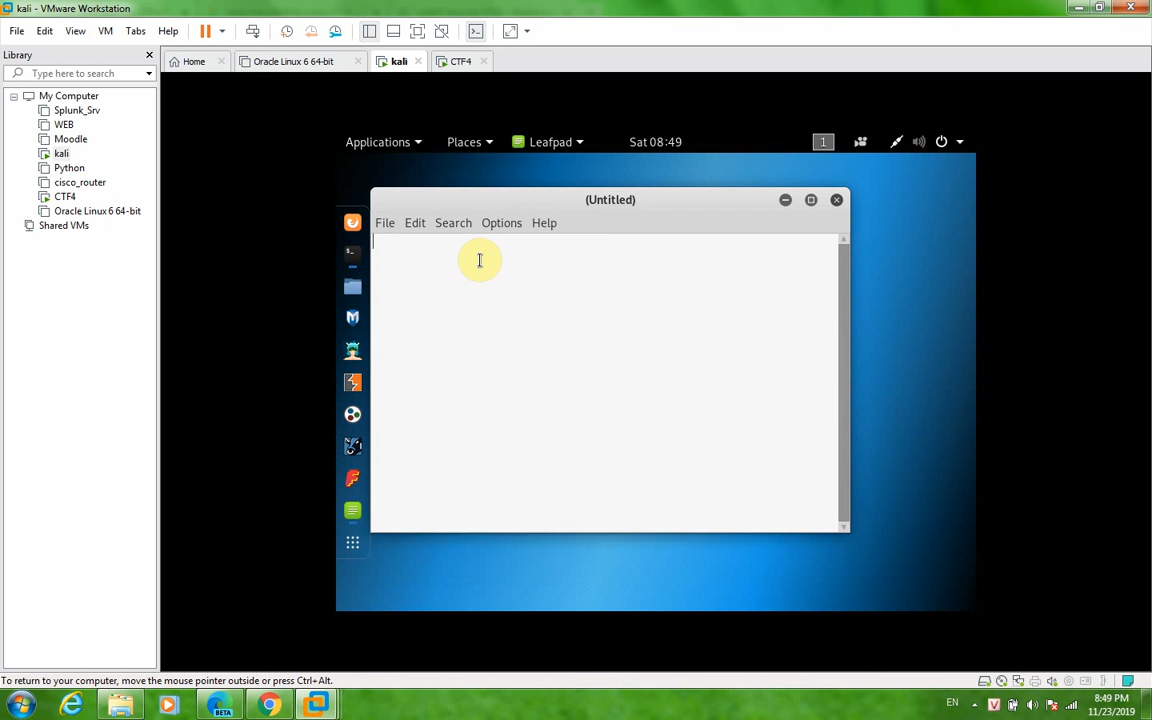 kali - VMware Workstation
File Edit View VM Tabs Help
Library
Type here to search
My Computer
Splunk_Srv
WEB
Moodle
kali
Python
cisco_router
CTF4
Oracle Linux 6 64-bit
Shared VMs
Home
Oracle Linux 6 64-bit
kali
CTF4
Applications Places Leafpad Sat 08:49 1
(Untitled)
File Edit Search Options Help
To return to your computer, move the mouse pointer outside or press Ctrl+Alt.
BETA
EN
V
8:49 PM
11/23/2019